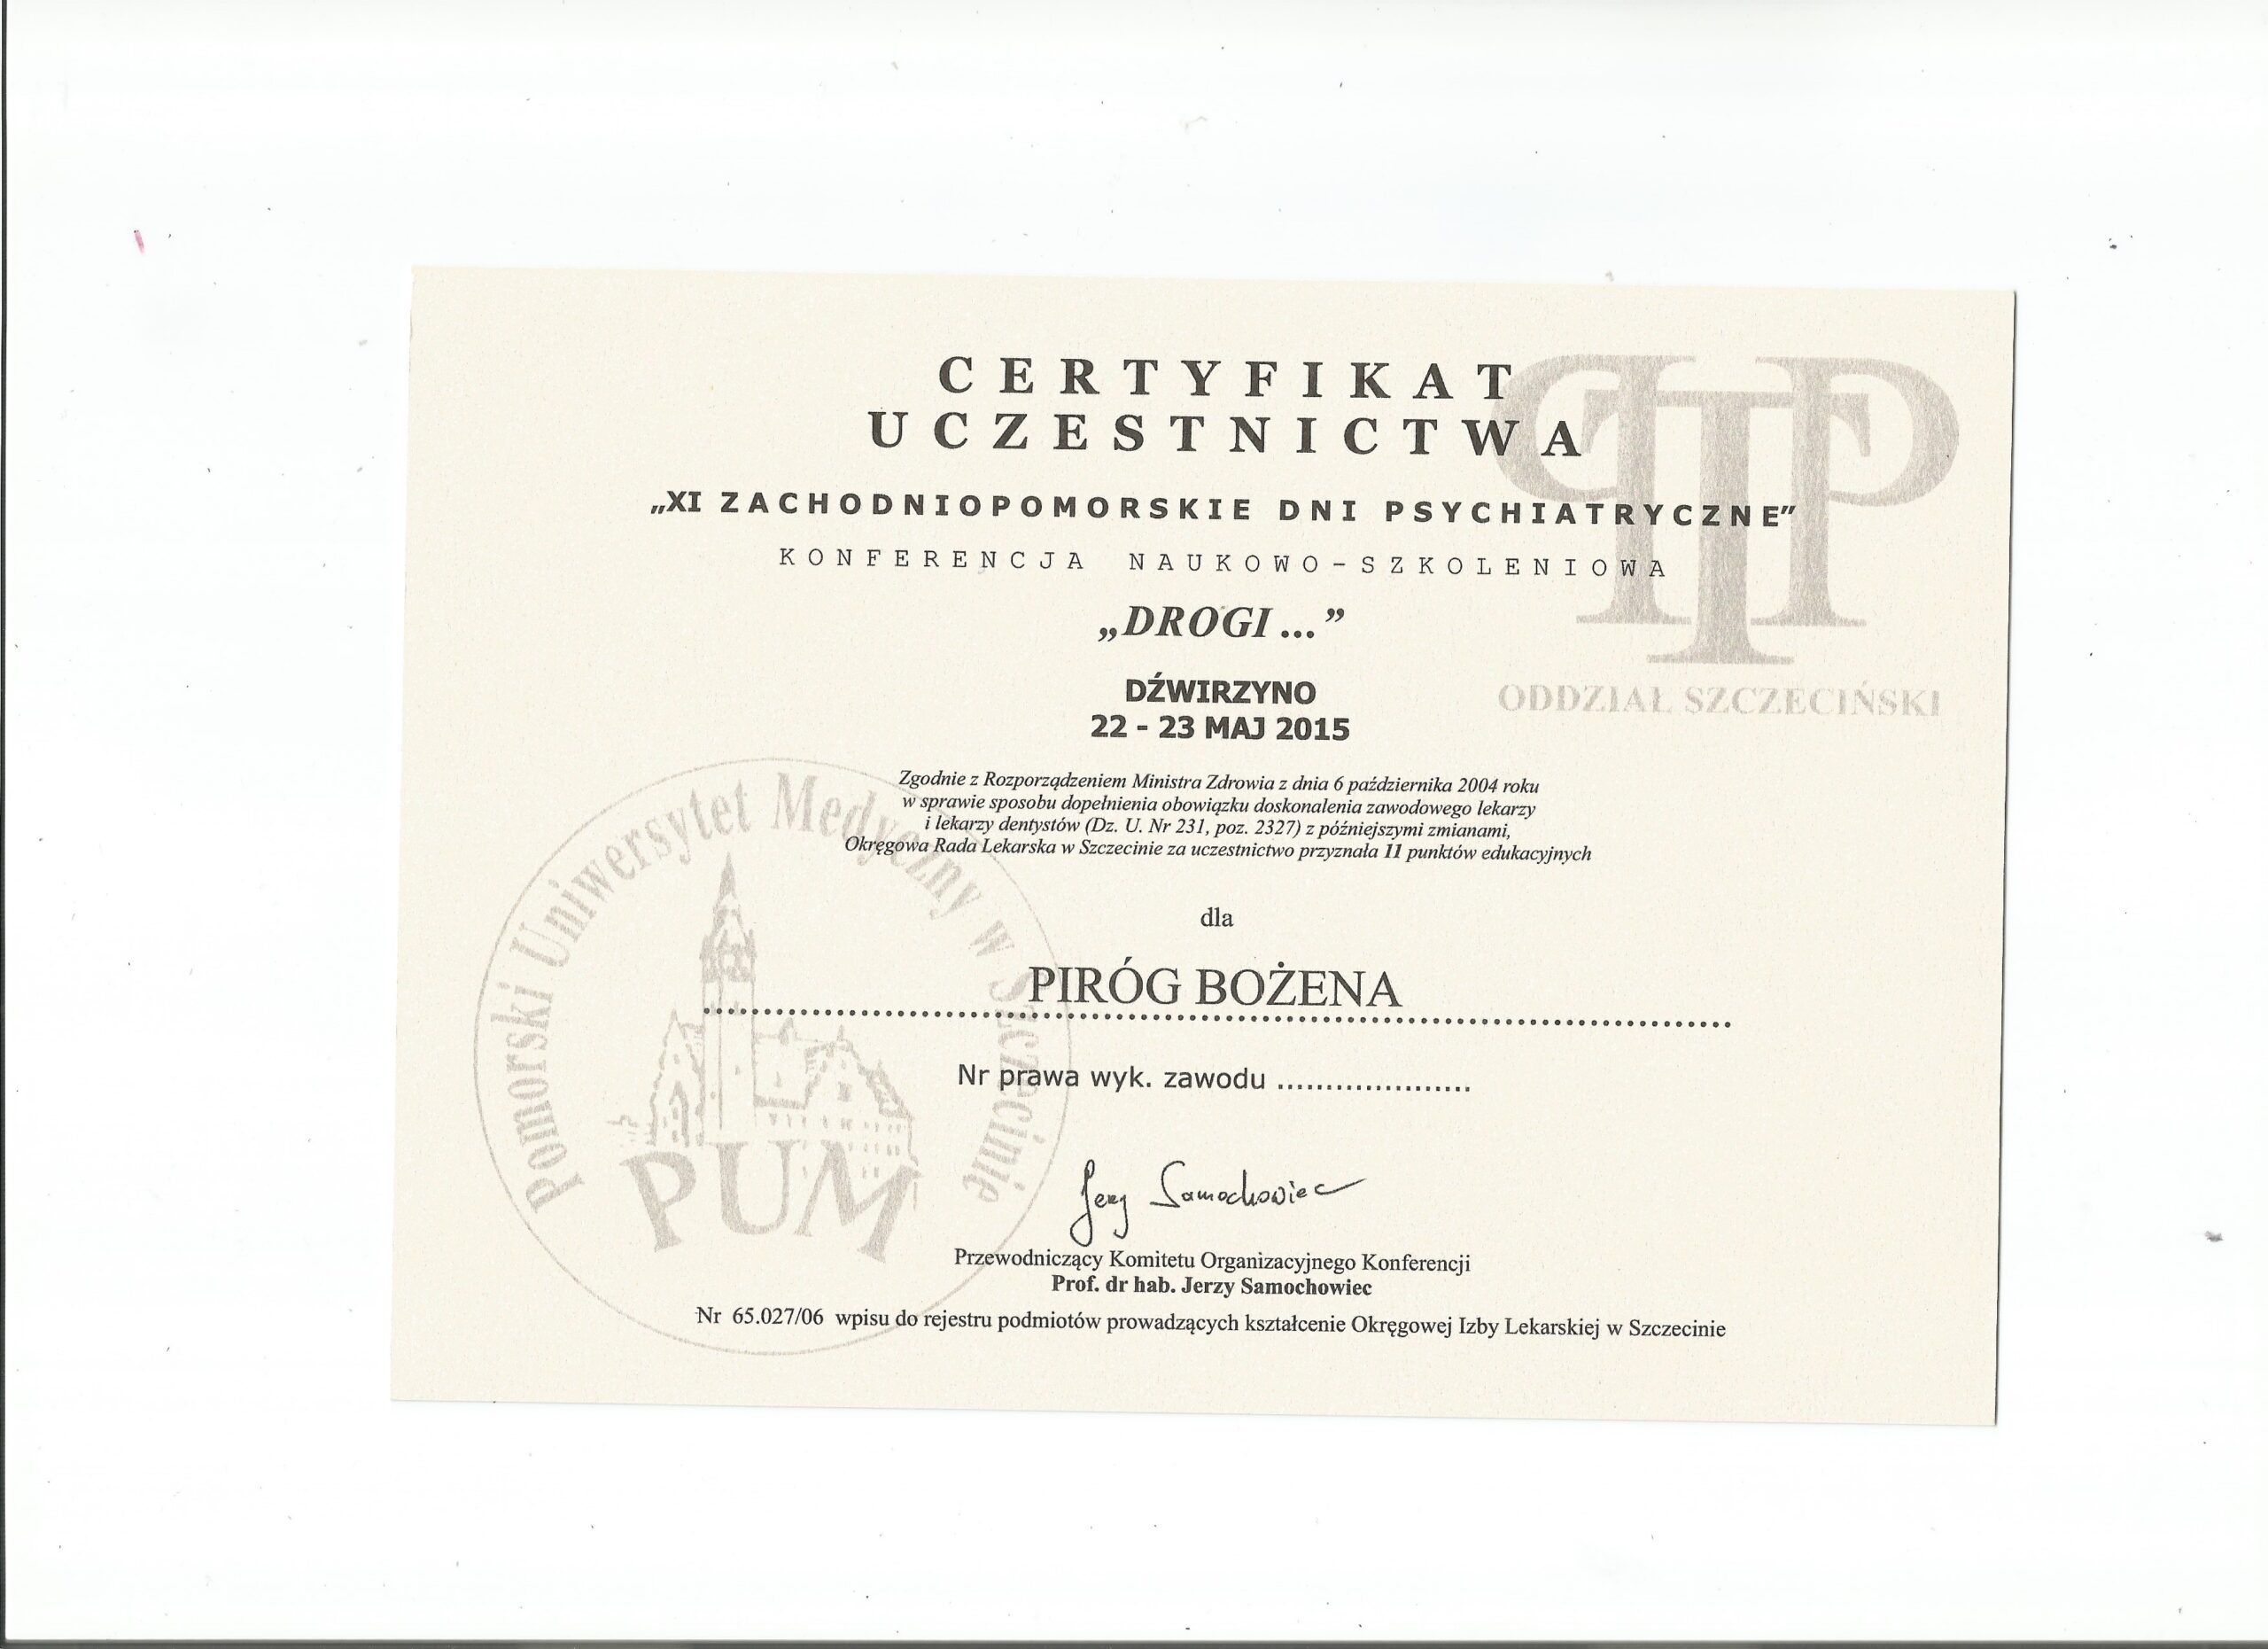 CERTYFIKAT
UCZESTNICTWA
„XI ZACHODNIOPOMORSKIE DNI PSYCHIATRYCZNE”
KONFERENCJA NAUKOWO-SZKOLENIOWA
„DROGI ...”
DŹWIRZYNO
22 - 23 MAJ 2015
PTP
ODDZIAŁ SZCZECIŃSKI
Zgodnie z Rozporządzeniem Ministra Zdrowia z dnia 6 października 2004 roku
w sprawie sposobu dopełnienia obowiązku doskonalenia zawodowego lekarzy
i lekarzy dentystów (Dz. U. Nr 231, poz. 2327) z późniejszymi zmianami,
Okręgowa Rada Lekarska w Szczecinie za uczestnictwo przyznała 11 punktów edukacyjnych
dla
PIRÓG BOŻENA
Nr prawa wyk. zawodu ....................
Pomorski Uniwersytet Medyczny w Szczecinie
PUM
Jerzy Samochowiec
Przewodniczący Komitetu Organizacyjnego Konferencji
Prof. dr hab. Jerzy Samochowiec
Nr 65.027/06 wpisu do rejestru podmiotów prowadzących kształcenie Okręgowej Izby Lekarskiej w Szczecinie